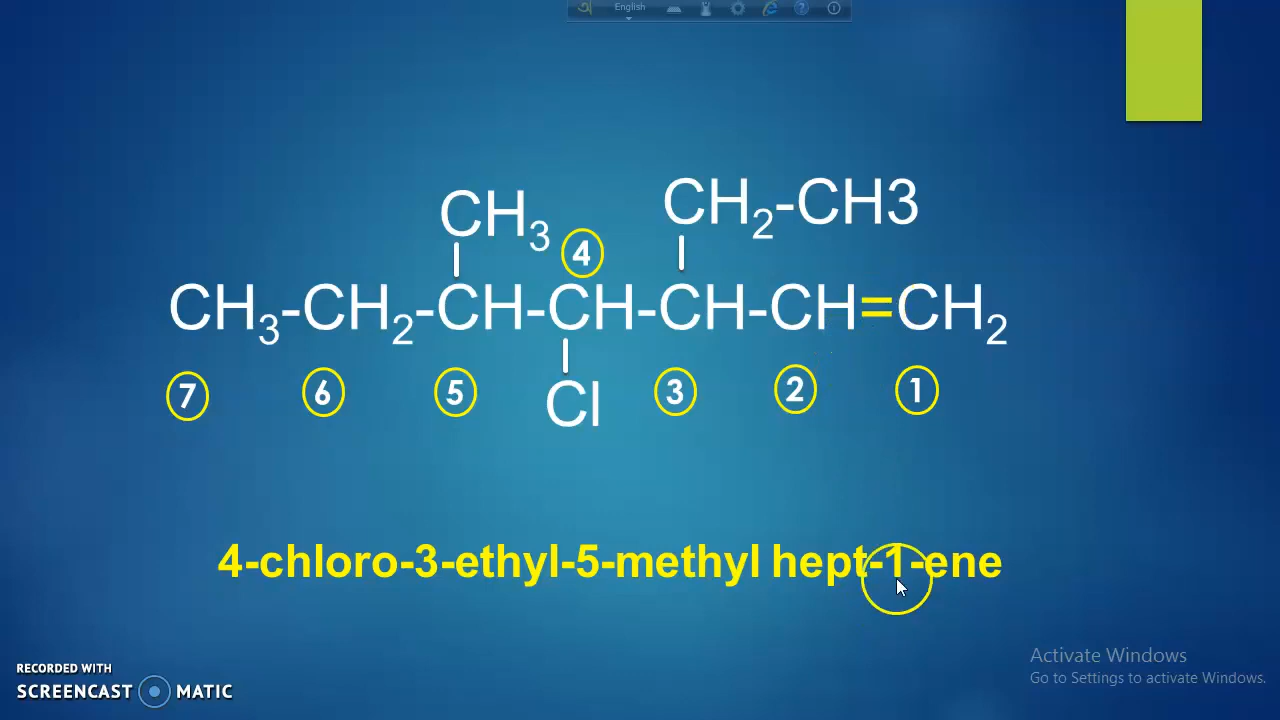 English
CH₂-CH3
CH₃
4
CH₃-CH₂-CH-CH-CH-CH=CH₂
7 6 5 Cl 3 2 1
4-chloro-3-ethyl-5-methyl hept-1-ene
Activate Windows
Go to Settings to activate Windows.
RECORDED WITH
SCREENCAST MATIC